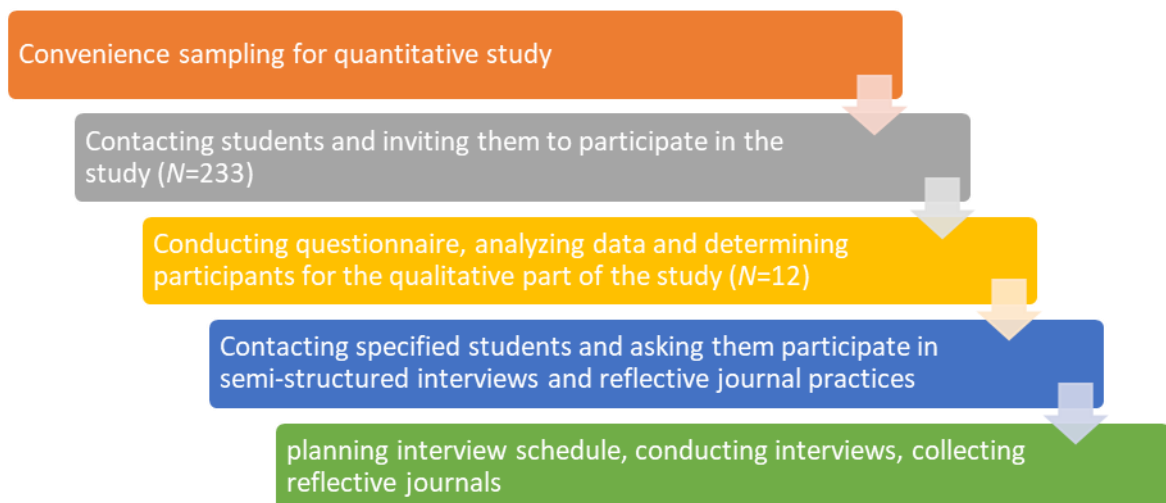 Convenience sampling for quantitative study
Contacting students and inviting them to participate in the
study (N=233)
Conducting questionnaire, analyzing data and determining
participants for the qualitative part of the study (N=12)
Contacting specified students and asking them participate in
semi-structured interviews and reflective journal practices
planning interview schedule, conducting interviews, collecting
reflective journals